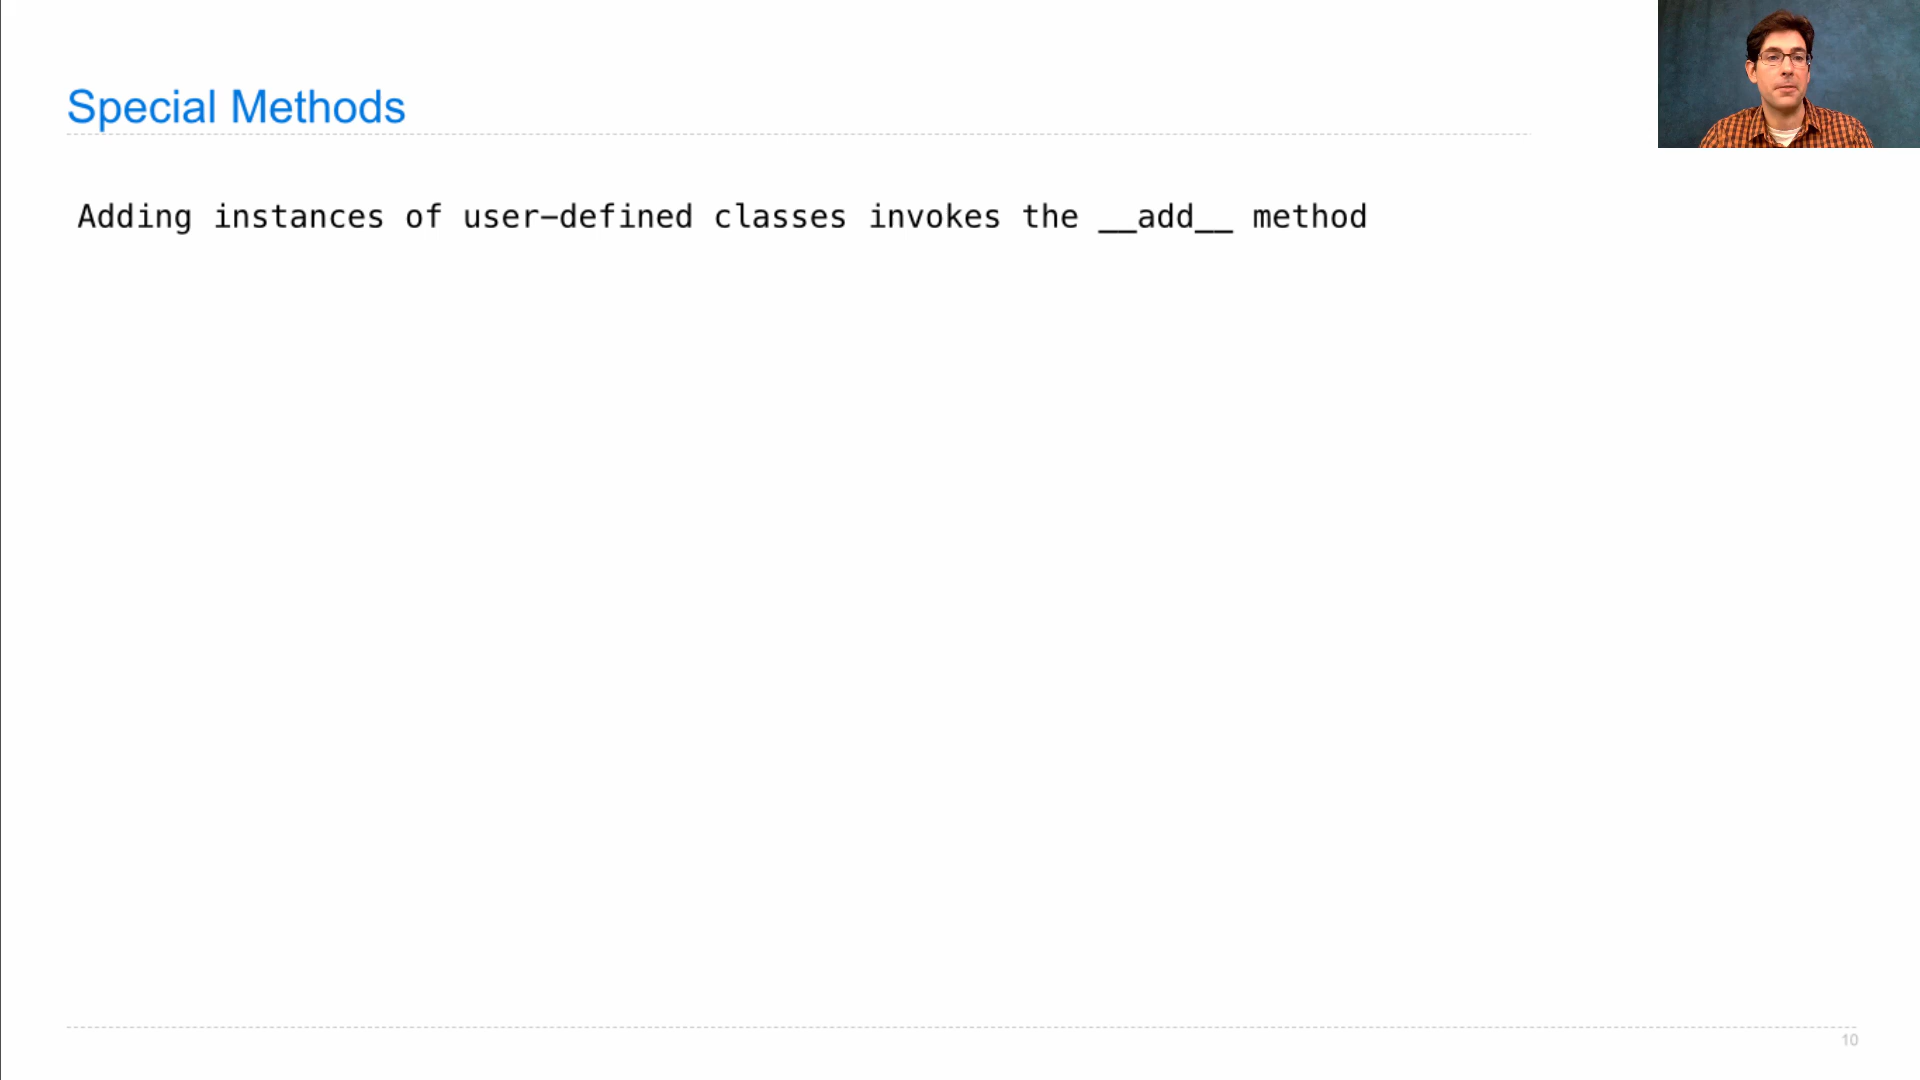 Special Methods
Adding instances of user-defined classes invokes the __add__ method
10